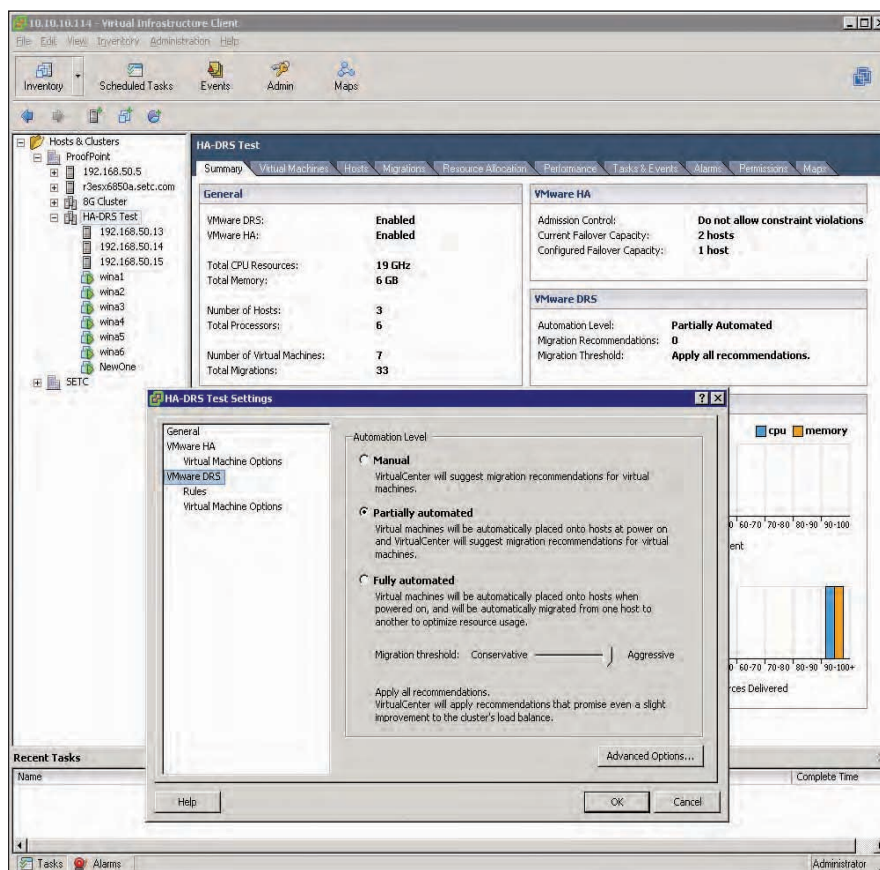 10.10.10.114 - Virtual Infrastructure Client
File Edit View Inventory Administration Help
Inventory Scheduled Tasks Events Admin Maps
Hosts & Clusters
ProofPoint
192.168.50.5
r3esx6850a.setc.com
8G Cluster
HA-DRS Test
192.168.50.13
192.168.50.14
192.168.50.15
wina1
wina2
wina3
wina4
wina5
wina6
NewOne
SETC
HA-DRS Test
Summary Virtual Machines Hosts Migrations Resource Allocation Performance Tasks & Events Alarms Permissions Maps
General
VMware DRS: Enabled
VMware HA: Enabled
Total CPU Resources: 19 GHz
Total Memory: 6 GB
Number of Hosts: 3
Total Processors: 6
Number of Virtual Machines: 7
Total Migrations: 33
VMware HA
Admission Control: Do not allow constraint violations
Current Failover Capacity: 2 hosts
Configured Failover Capacity: 1 host
VMware DRS
Automation Level: Partially Automated
Migration Recommendations: 0
Migration Threshold: Apply all recommendations.
cpu memory
60-70 70-80 80-90 90-100
60-70 70-80 80-90 90-100+
Delivered
HA-DRS Test Settings
General
VMware HA
Virtual Machine Options
VMware DRS
Rules
Virtual Machine Options
Automation Level
Manual
VirtualCenter will suggest migration recommendations for virtual
machines.
Partially automated
Virtual machines will be automatically placed onto hosts at power on
and VirtualCenter will suggest migration recommendations for virtual
machines.
Fully automated
Virtual machines will be automatically placed onto hosts when
powered on, and will be automatically migrated from one host to
another to optimize resource usage.
Migration threshold: Conservative Aggressive
Apply all recommendations.
VirtualCenter will apply recommendations that promise even a slight
improvement to the cluster's load balance.
Advanced Options...
Help OK Cancel
Recent Tasks
Name Complete Time
Tasks Alarms Administrator